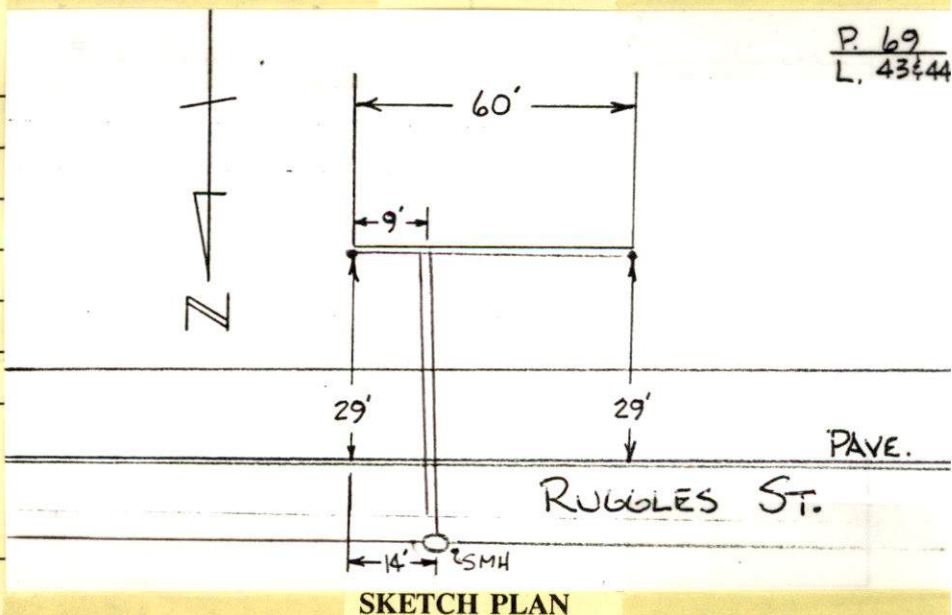 P. 69
L. 43&44
60'
9'
N
29'
29'
PAVE.
RUGGLES ST.
14'
SMH
SKETCH PLAN